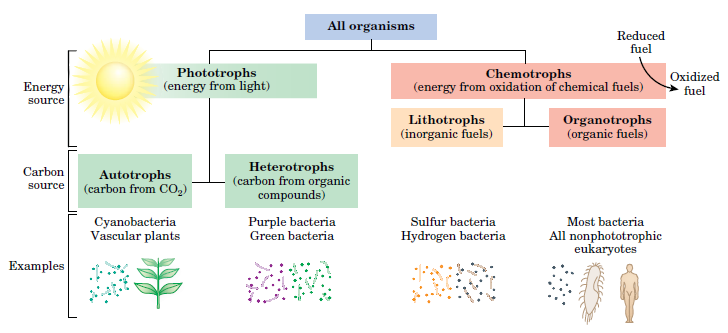 All organisms
Reduced
fuel
Oxidized
fuel
Energy
source
Phototrophs
(energy from light)
Chemotrophs
(energy from oxidation of chemical fuels)
Lithotrophs
(inorganic fuels)
Organotrophs
(organic fuels)
Carbon
source
Autotrophs
(carbon from CO₂)
Heterotrophs
(carbon from organic
compounds)
Examples
Cyanobacteria
Vascular plants
Purple bacteria
Green bacteria
Sulfur bacteria
Hydrogen bacteria
Most bacteria
All nonphototrophic
eukaryotes